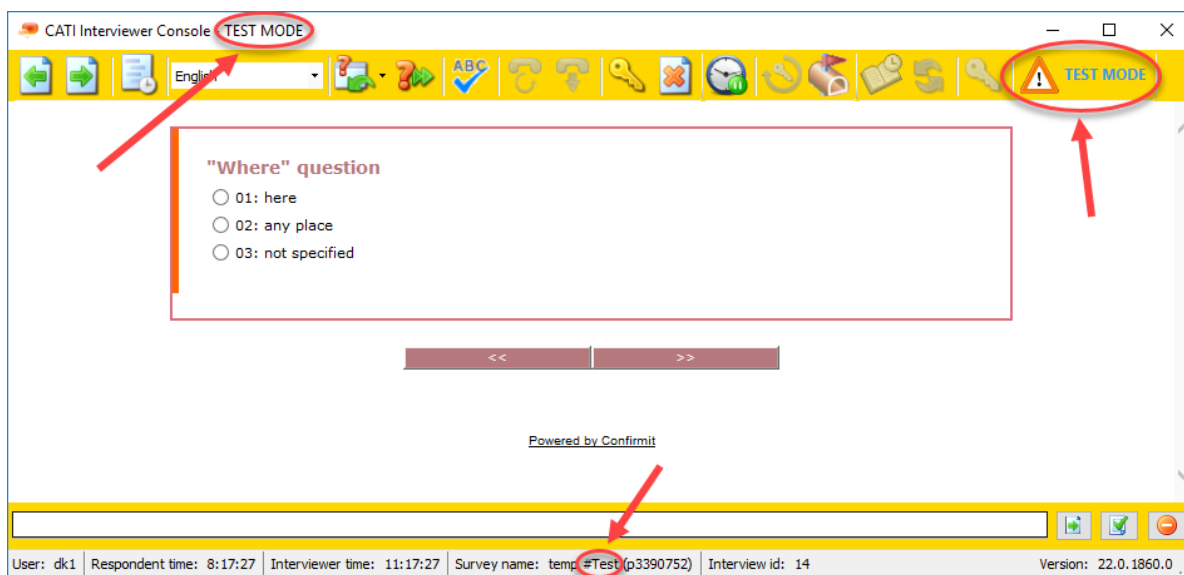 CATI Interviewer Console - TEST MODE
English
ABC
TEST MODE
"Where" question
01: here
02: any place
03: not specified
<<
>>
Powered by Confirmit
User: dk1 Respondent time: 8:17:27 Interviewer time: 11:17:27 Survey name: temp #Test (p3390752) Interview id: 14 Version: 22.0.1860.0